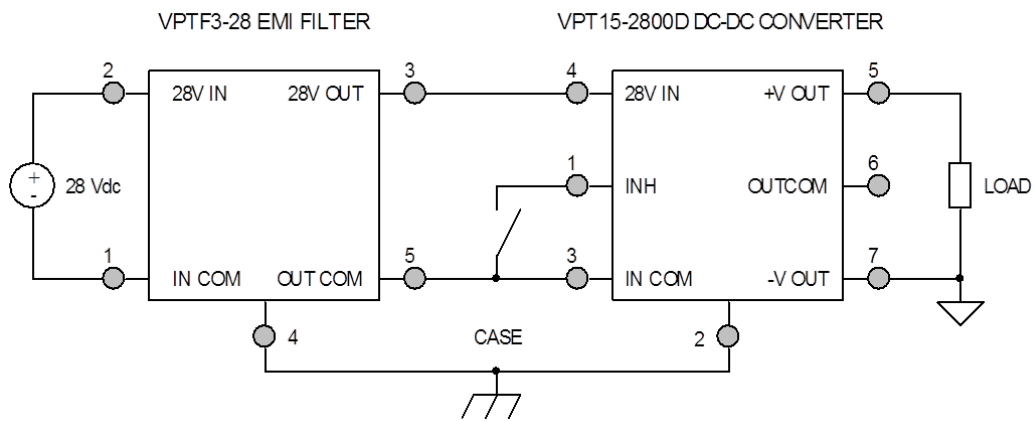 VPTF3-28 EMI FILTER VPT15-2800D DC-DC CONVERTER
2 3 4 5
28V IN 28V OUT 28V IN +V OUT
+
-
28 Vdc
1 6
INH OUTCOM LOAD
1 5 3 7
IN COM OUT COM IN COM -V OUT
4 CASE 2